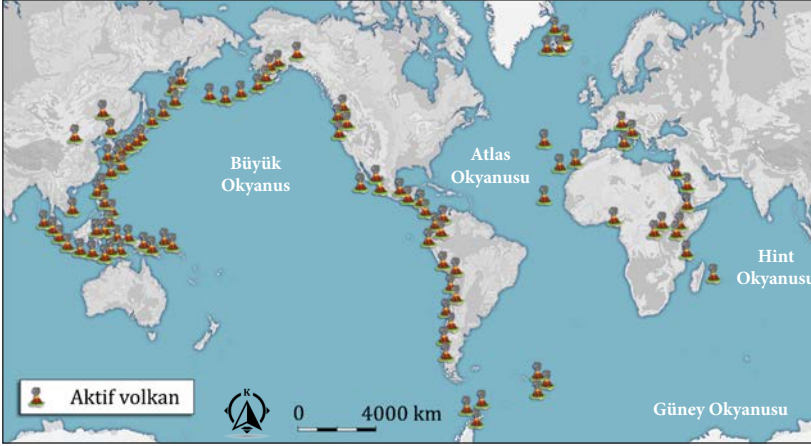 Büyük
Okyanus
Atlas
Okyanusu
Hint
Okyanusu
Güney Okyanusu
Aktif volkan
K
0 4000 km